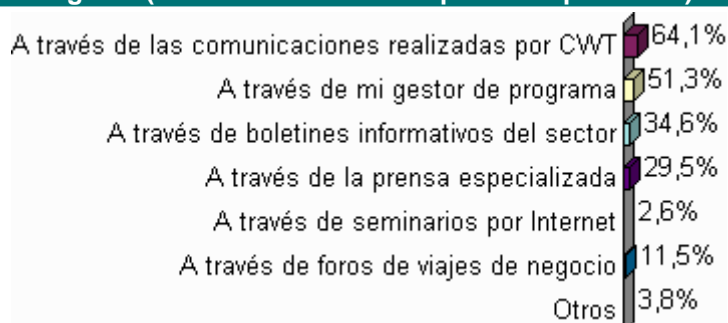 A través de las comunicaciones realizadas por CWT 64,1%
A través de mi gestor de programa 51,3%
A través de boletines informativos del sector 34,6%
A través de la prensa especializada 29,5%
A través de seminarios por Internet 2,6%
A través de foros de viajes de negocio 11,5%
Otros 3,8%